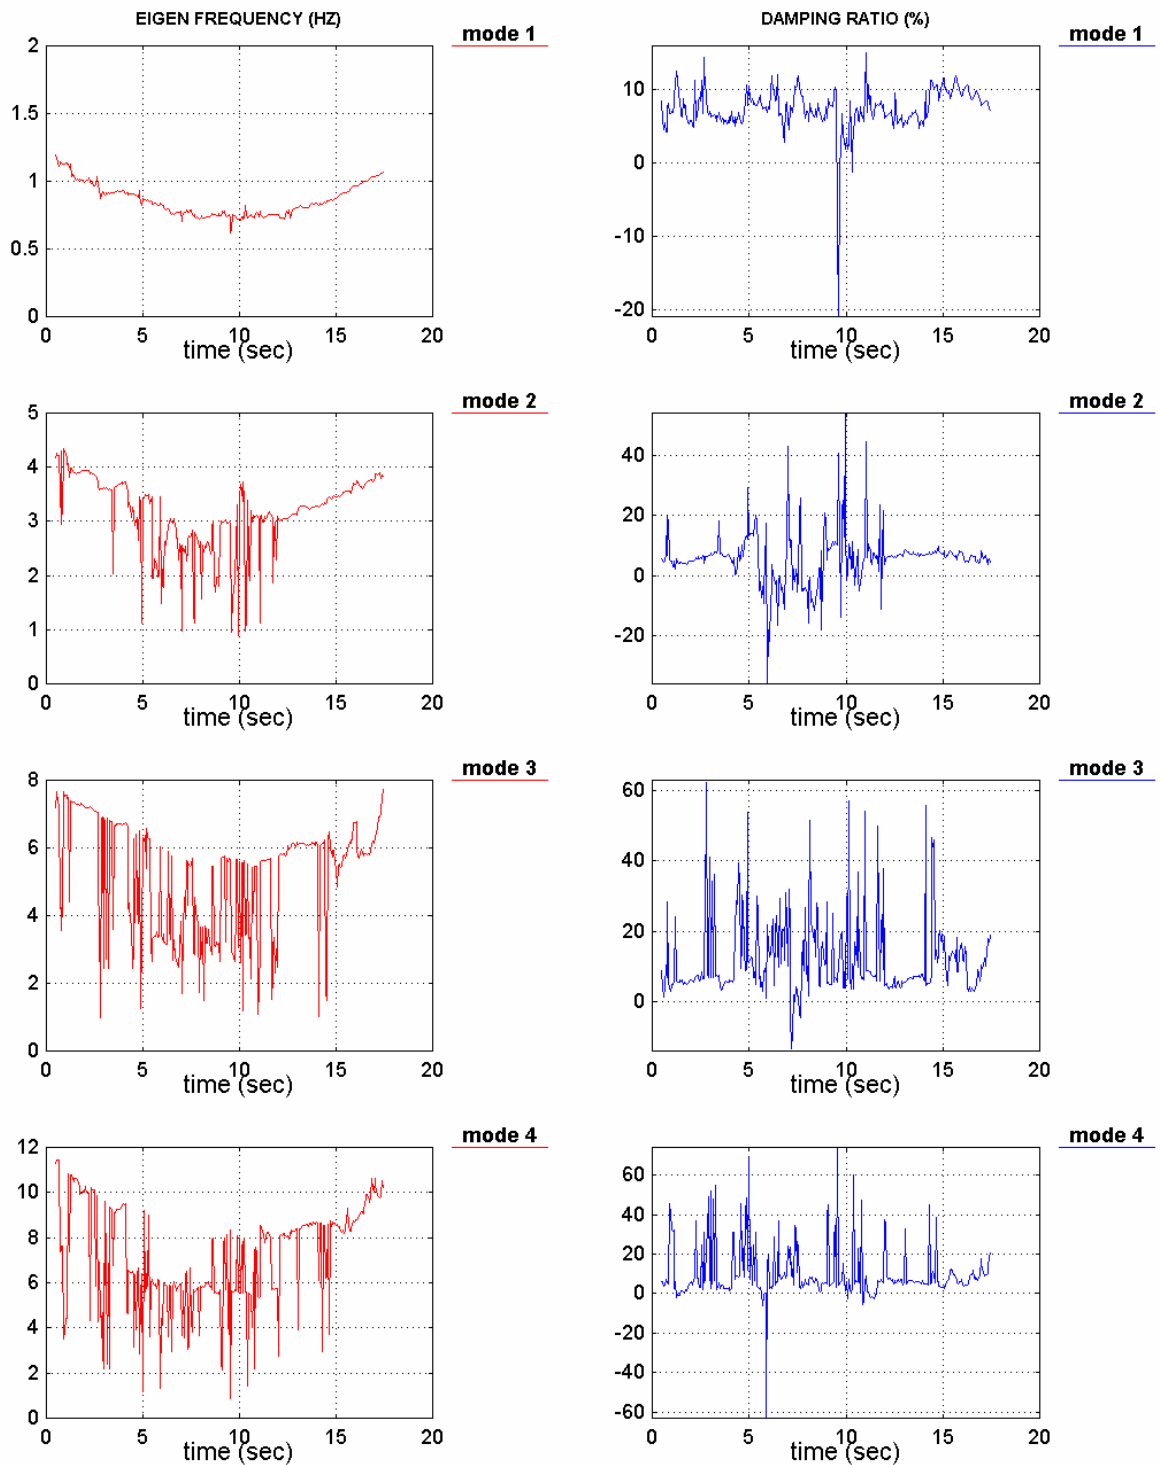 EIGEN FREQUENCY (HZ)
mode 1
2
1.5
1
0.5
0
0 5 10 15 20
time (sec)
DAMPING RATIO (%)
mode 1
10
0
-10
-20
0 5 10 15 20
time (sec)
mode 2
5
4
3
2
1
0
0 5 10 15 20
time (sec)
mode 2
40
20
0
-20
0 5 10 15 20
time (sec)
mode 3
8
6
4
2
0
0 5 10 15 20
time (sec)
mode 3
60
40
20
0
0 5 10 15 20
time (sec)
mode 4
12
10
8
6
4
2
0
0 5 10 15 20
time (sec)
mode 4
60
40
20
0
-20
-40
-60
0 5 10 15 20
time (sec)